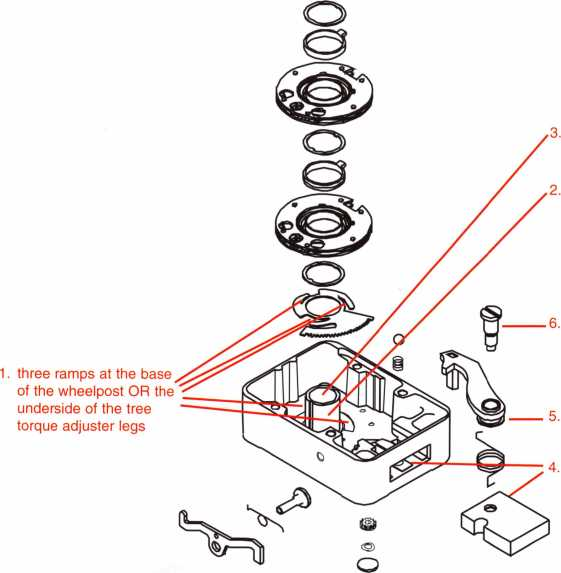 3.
2.
6.
1. three ramps at the base
of the wheelpost OR the
underside of the tree
torque adjuster legs
5.
4.